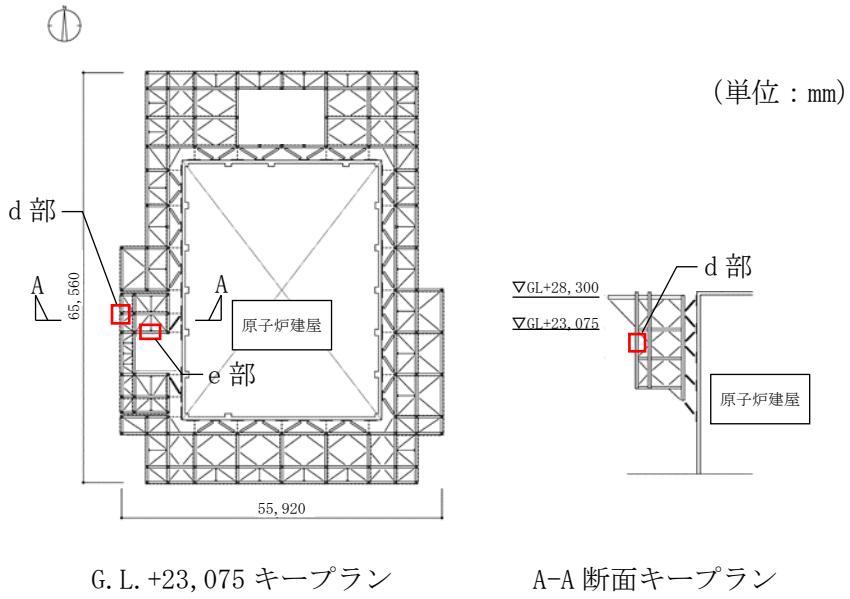 (単位：mm)
d 部
d 部
A
A
65,560
▽GL+28,300
▽GL+23,075
原子炉建屋
e 部
原子炉建屋
55,920
G.L.+23,075 キープラン
A-A 断面キープラン